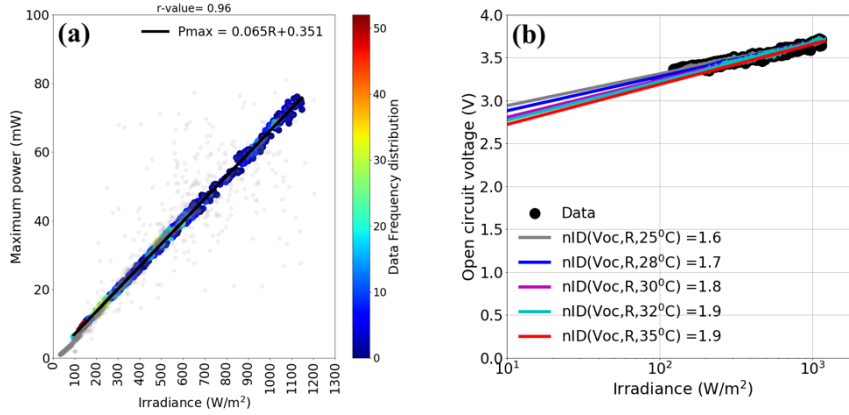 r-value= 0.96
(a)
Pmax = 0.065R+0.351
Maximum power (mW)
100
80
60
40
20
0
0
100
200
300
400
500
600
700
800
900
1000
1100
1200
1300
Irradiance (W/m²)
50
40
30
20
10
0
Data Frequency distribution
(b)
Open circuit voltage (V)
4.0
3.5
3.0
2.5
2.0
1.5
1.0
0.5
0.0
Data
nID(Voc,R,25⁰C) =1.6
nID(Voc,R,28⁰C) =1.7
nID(Voc,R,30⁰C) =1.8
nID(Voc,R,32⁰C) =1.9
nID(Voc,R,35⁰C) =1.9
10¹
10²
10³
Irradiance (W/m²)